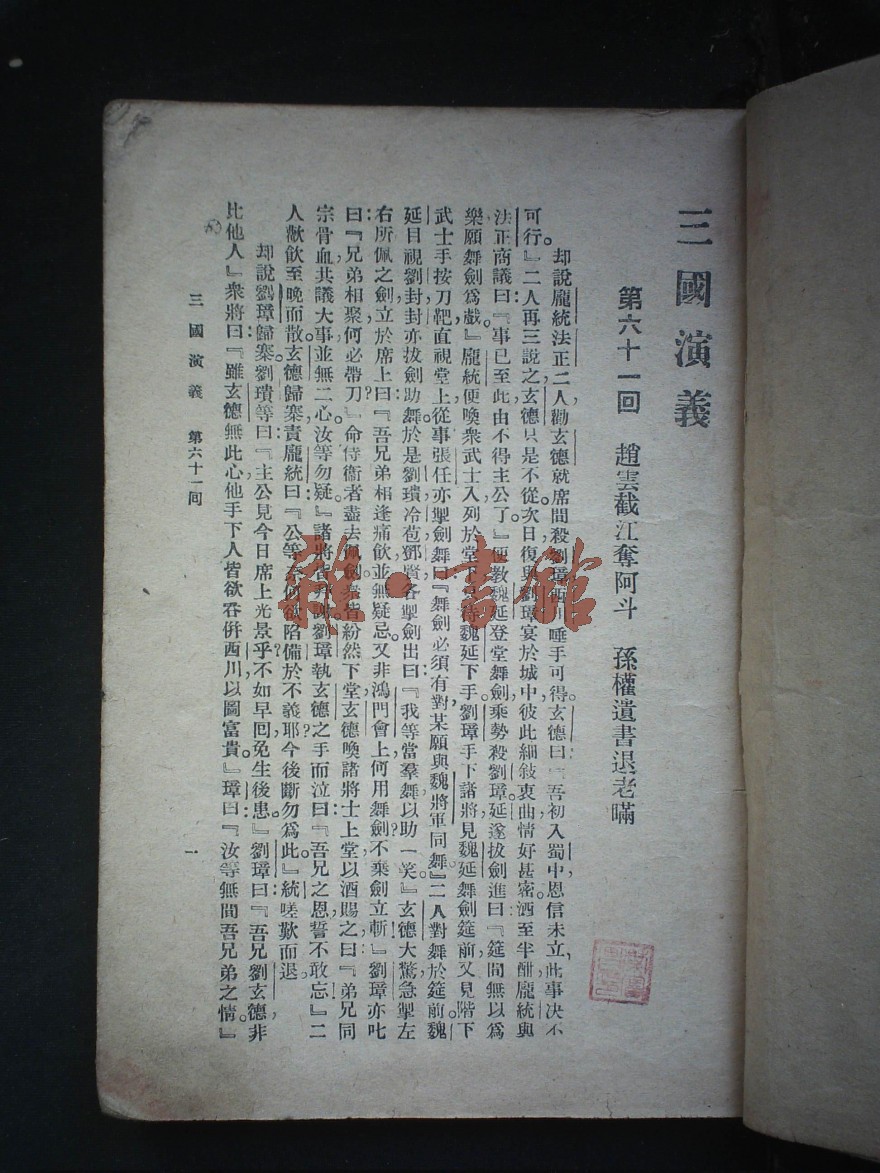 三國演義
第六十一回　趙雲截江奪阿斗　孫權遺書退老瞞
却說龐統法正二人勸玄德就席間殺劉璋西川唾手可得。玄德曰『吾初入蜀中恩信未立此事決不
可行。』二人再三說之玄德只是不從。次日復與劉璋宴於城中彼此細敍衷曲情好甚密。酒至半酣龐統與
法正商議曰『事已至此由不得主公了。』便教魏延登堂舞劍乘勢殺劉璋。延遂拔劍進曰『筵間無以爲
樂願舞劍爲戲。』龐統便喚衆武士入列於堂下只待魏延下手。劉璋手下諸將見魏延舞劍筵前又見階下
武士手按刀靶直視堂上從事張任亦掣劍舞曰『舞劍必須有對某願與魏將軍同舞。』二人對舞於筵前。魏
延目視劉封封亦拔劍助舞。於是劉璝冷苞鄧賢各掣劍出曰『我等當羣舞以助一笑。』玄德大驚急掣左
右所佩之劍立於席上曰『吾兄弟相逢痛飲並無疑忌。又非鴻門會上何用舞劍？不棄劍立斬！』劉璋亦叱
曰『兄弟相聚何必帶刀？』命侍衞者盡去佩劍。衆皆紛然下堂。玄德喚諸將士上堂以酒賜之曰『弟兄同
宗骨血共議大事並無二心。汝等勿疑。』諸將皆拜謝。劉璋執玄德之手而泣曰『吾兄之恩誓不敢忘！』二
人歡飲至晚而散。玄德歸寨責龐統曰『公等奈何欲陷備於不義耶？今後斷勿爲此。』統嗟歎而退。
却說劉璋歸寨劉璝等曰『主公見今日席上光景乎？不如早回免生後患。』劉璋曰『吾兄劉玄德非
比他人。』衆將曰『雖玄德無此心他手下人皆欲吞併西川以圖富貴。』璋曰『汝等無間吾兄弟之情。』
三國演義　第六十一回　一
雜·書館